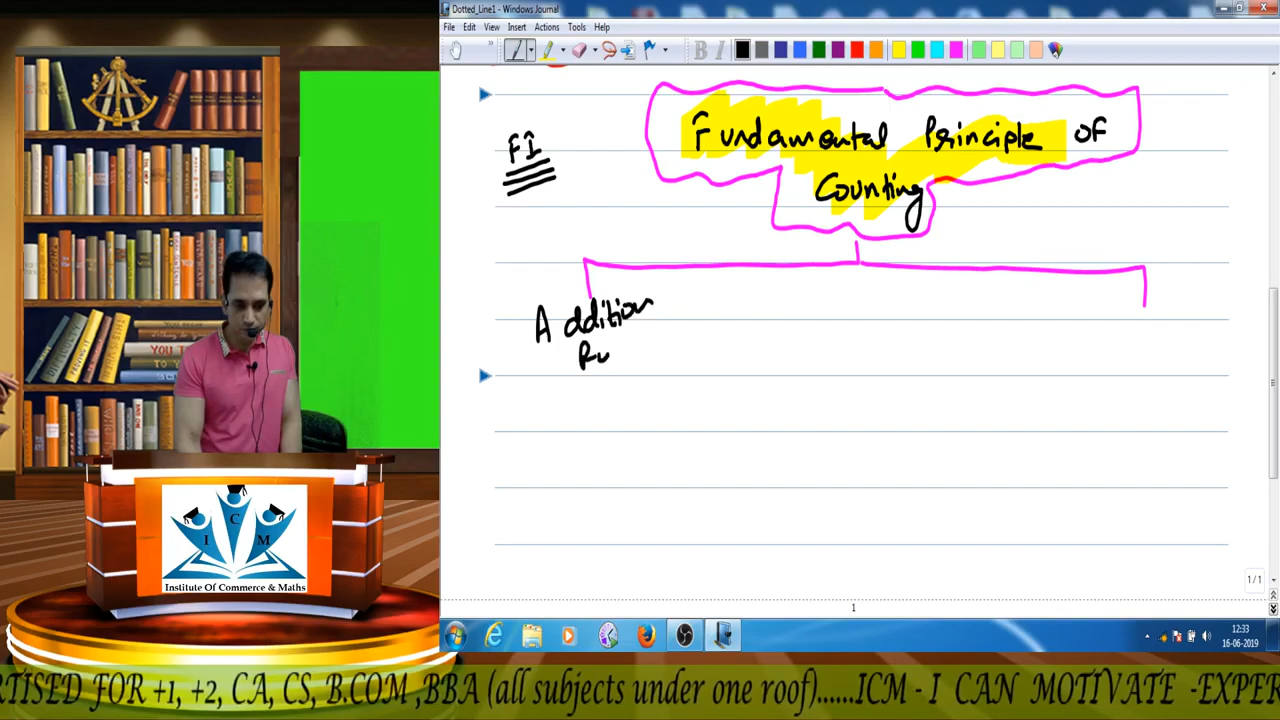 Dotted_Line1 - Windows Journal
File Edit View Insert Actions Tools Help
B I
Fundamental Principle of
Counting
FI
Addition
Ru
C
I M
Institute Of Commerce & Maths
1/1
1
12:33
16-06-2019
RTISED FOR +1, +2, CA, CS, B.COM ,BBA (all subjects under one roof)......ICM - I CAN MOTIVATE -EXPER